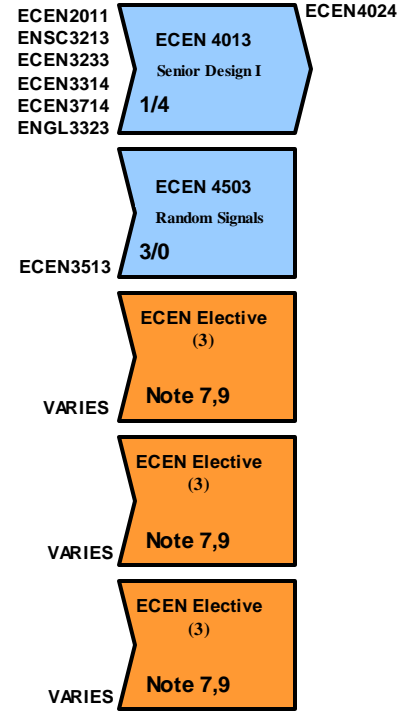 ECEN2011
ENSC3213
ECEN3233
ECEN3314
ECEN3714
ENGL3323
ECEN 4013
Senior Design I
1/4
ECEN4024
ECEN 4503
Random Signals
3/0
ECEN3513
ECEN Elective
(3)
Note 7,9
VARIES
ECEN Elective
(3)
Note 7,9
VARIES
ECEN Elective
(3)
Note 7,9
VARIES